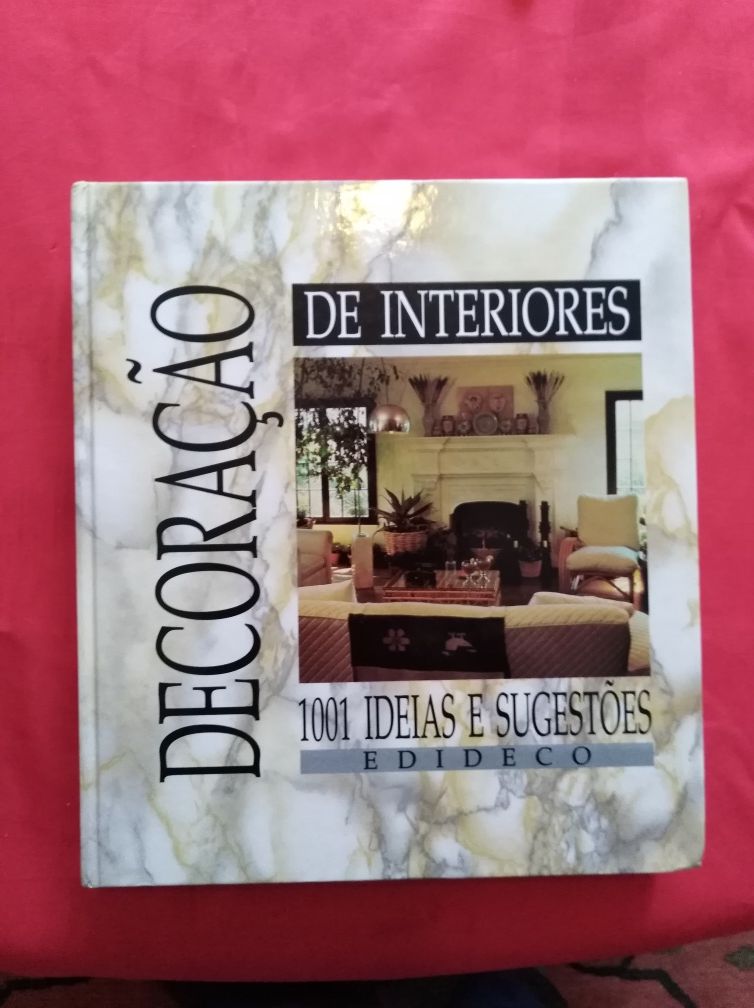 DECORAÇÃO
DE INTERIORES
1001 IDEIAS E SUGESTÕES
EDIDECO